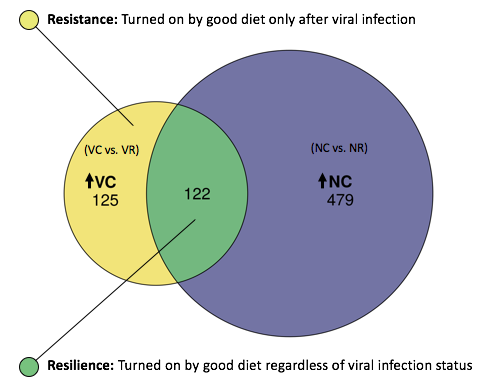 Resistance: Turned on by good diet only after viral infection
(VC vs. VR)
↑VC
125
122
(NC vs. NR)
↑NC
479
Resilience: Turned on by good diet regardless of viral infection status